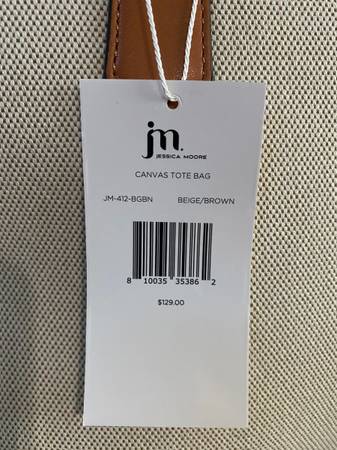 jm.
JESSICA MOORE
CANVAS TOTE BAG
JM-412-BGBN BEIGE/BROWN
8 10035 35386 2
$129.00